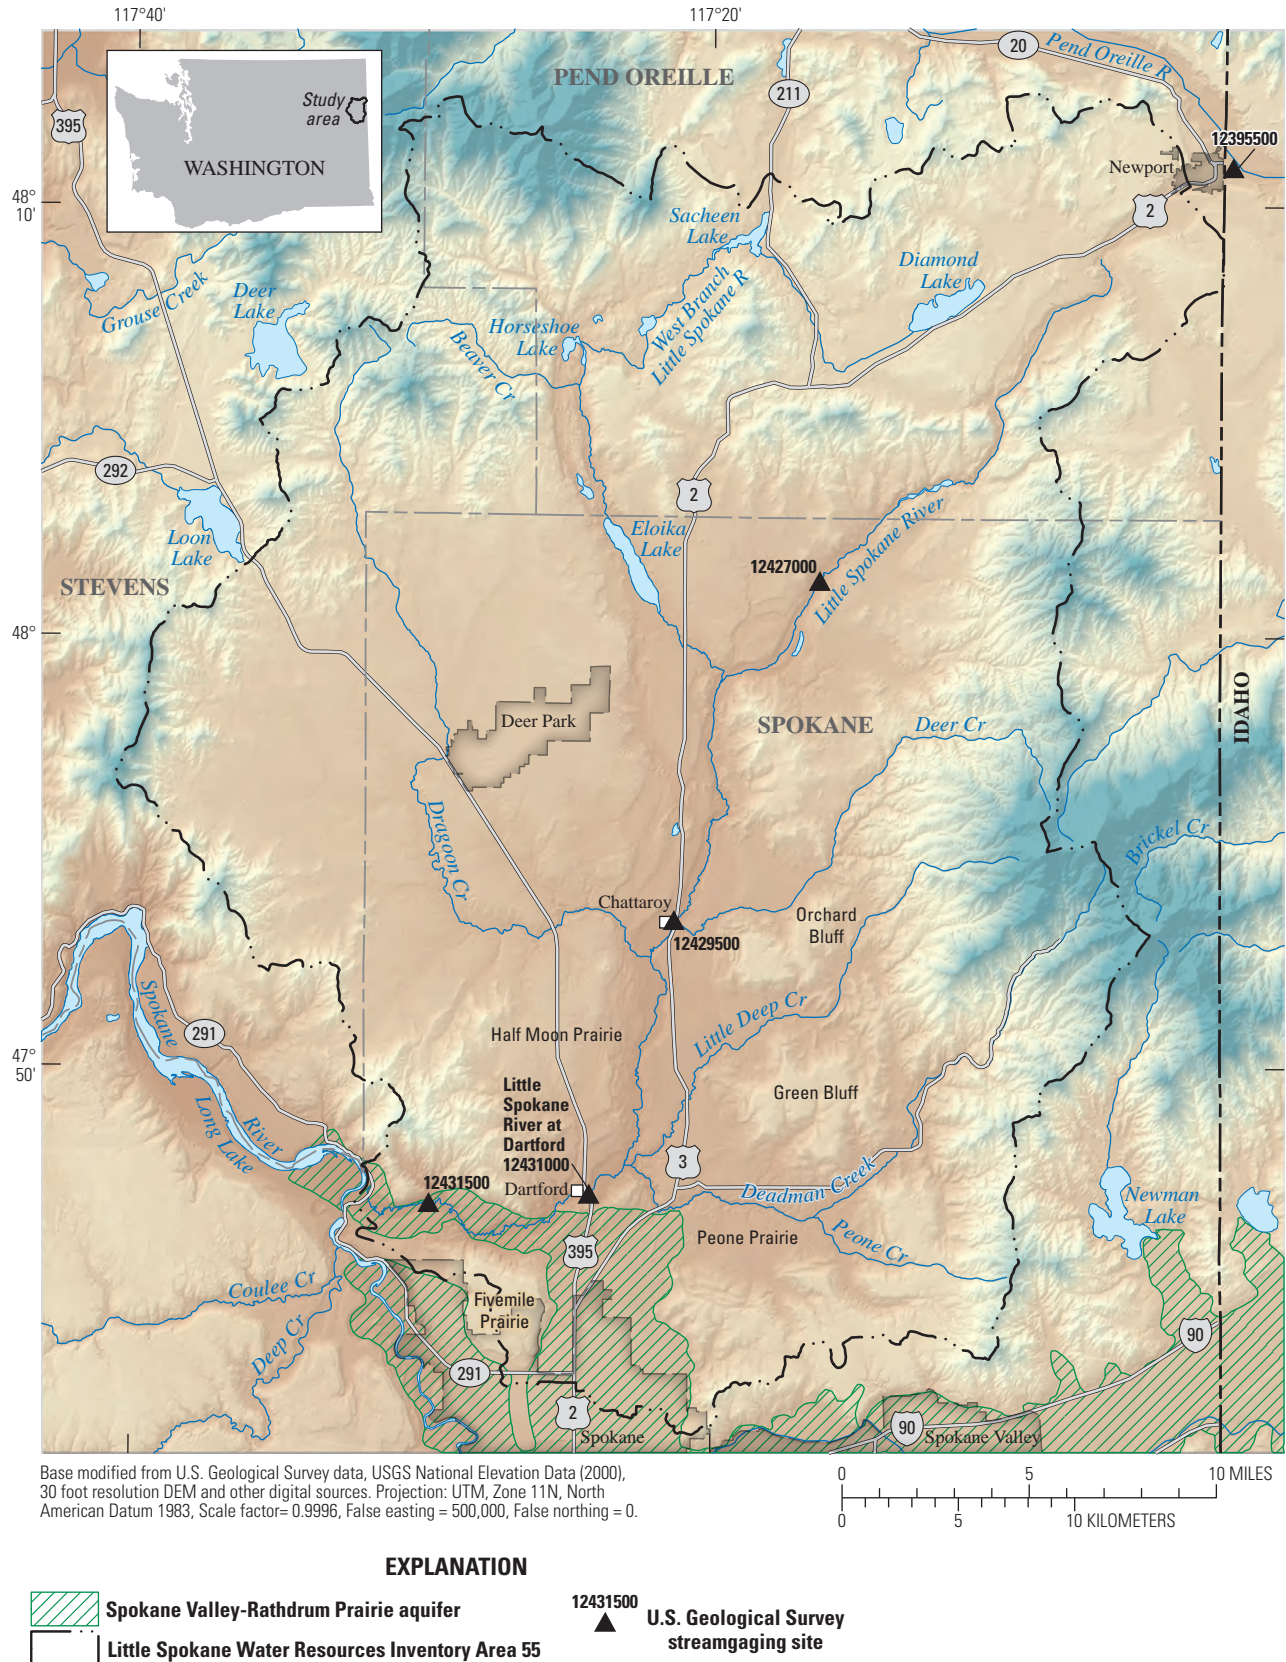 117°40'
117°20'
PEND OREILLE
20
Pend Oreille R
211
395
Study
area
WASHINGTON
12395500
Newport
48°
10'
2
Sacheen
Lake
Diamond
Lake
West Branch
Little Spokane R
Grouse Creek
Deer
Lake
Horseshoe
Lake
Beaver Cr
292
2
Loon
Lake
Eloika
Lake
Little Spokane River
12427000
STEVENS
48°
IDAHO
Deer Park
SPOKANE
Deer Cr
Dragoon Cr
Brickel Cr
Chattaroy
Orchard
Bluff
12429500
Spokane
River
Long Lake
291
Little Deep Cr
Half Moon Prairie
47°
50'
Green Bluff
Little
Spokane
River at
Dartford
12431000
3
12431500
Dartford
Deadman Creek
Newman
Lake
Peone Prairie
Peone Cr
395
Coulee Cr
Fivemile
Prairie
Deep Cr
90
291
2
90
Spokane
Spokane Valley
Base modified from U.S. Geological Survey data, USGS National Elevation Data (2000),
30 foot resolution DEM and other digital sources. Projection: UTM, Zone 11N, North
American Datum 1983, Scale factor= 0.9996, False easting = 500,000, False northing = 0.
0 5 10 MILES
0 5 10 KILOMETERS
EXPLANATION
Spokane Valley-Rathdrum Prairie aquifer
Little Spokane Water Resources Inventory Area 55
12431500
U.S. Geological Survey
streamgaging site